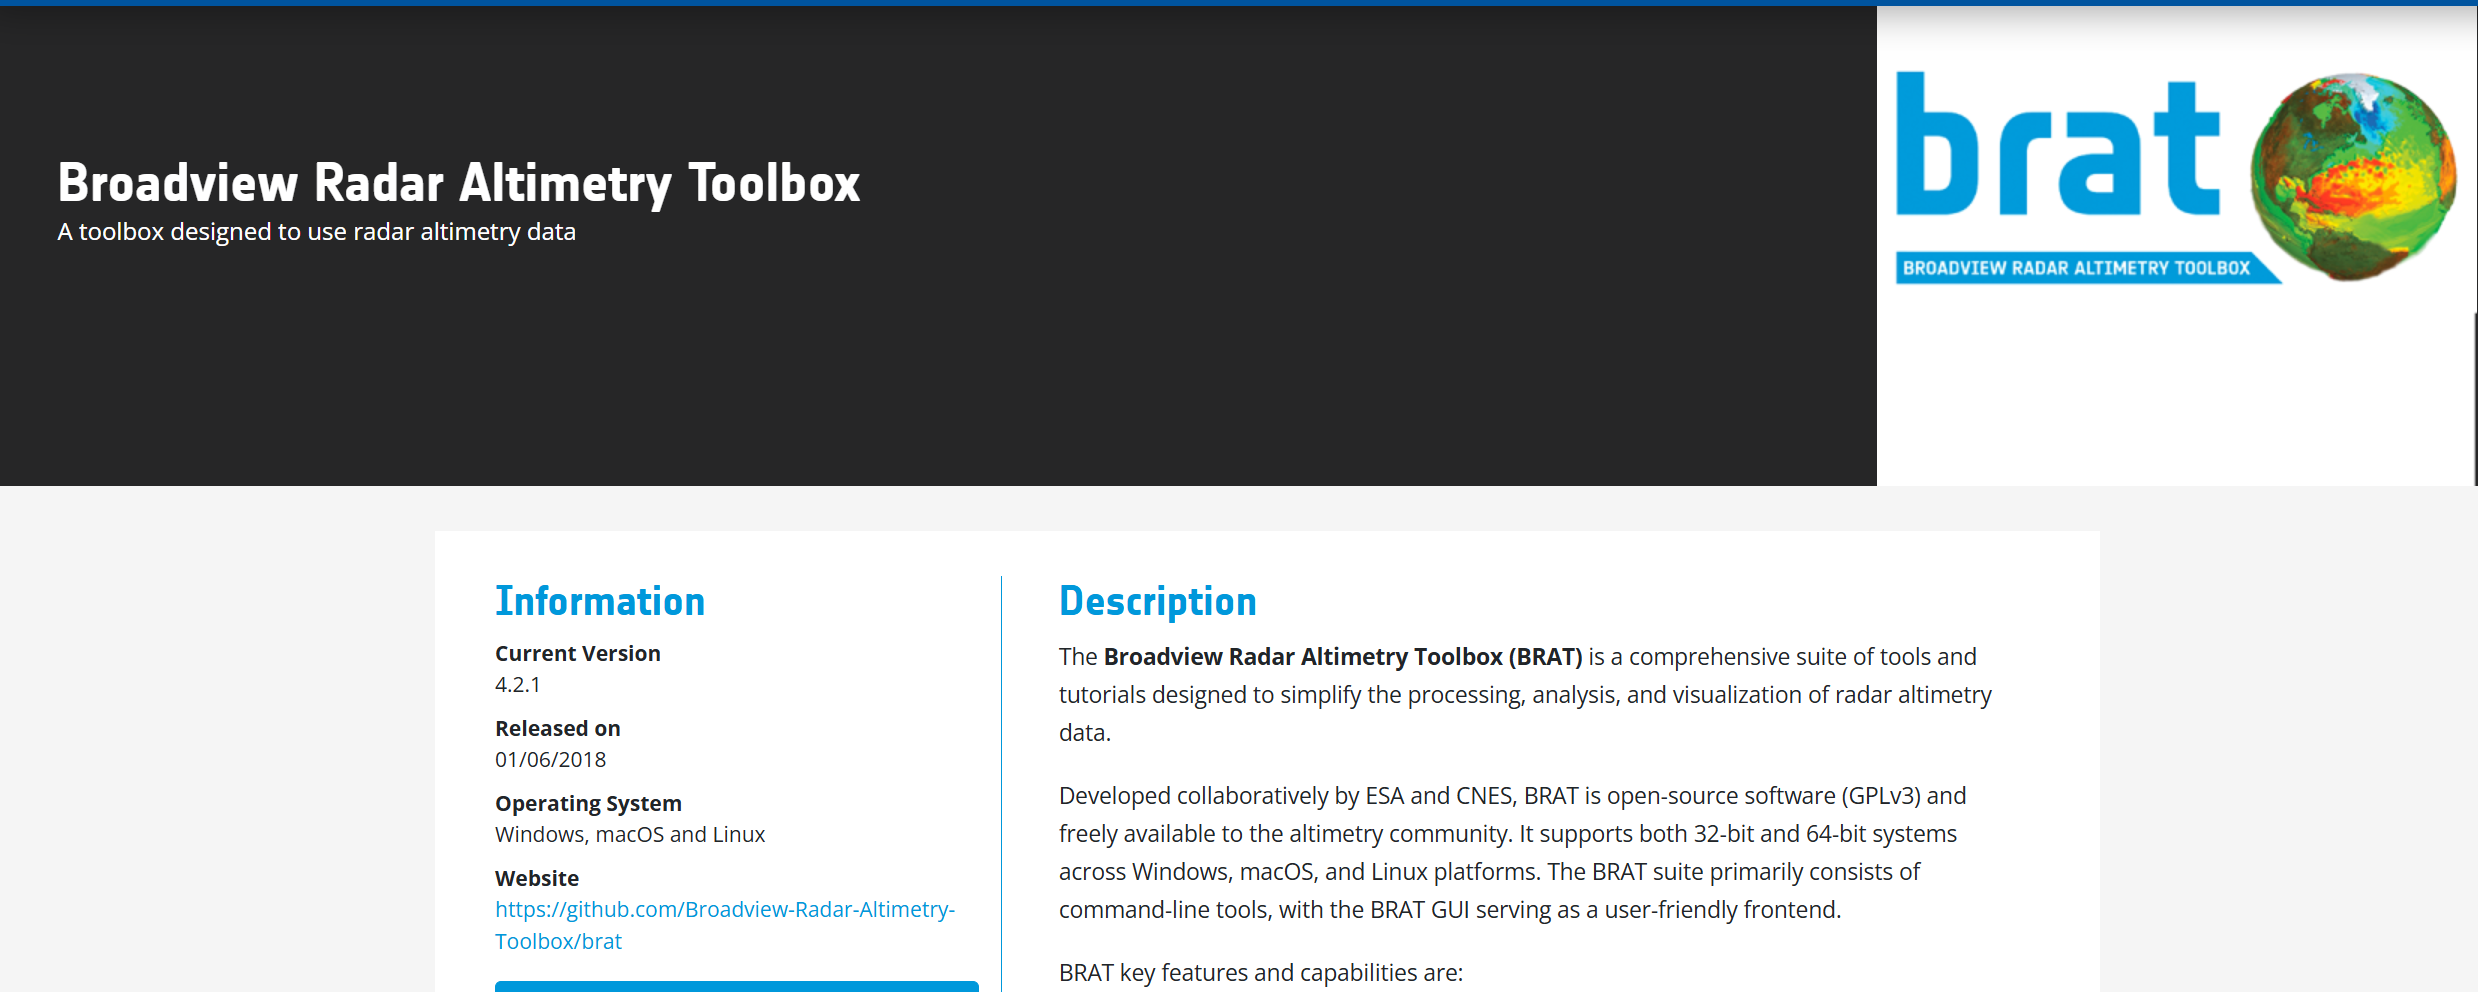 Broadview Radar Altimetry Toolbox
A toolbox designed to use radar altimetry data
brat
BROADVIEW RADAR ALTIMETRY TOOLBOX
Information
Current Version
4.2.1
Released on
01/06/2018
Operating System
Windows, macOS and Linux
Website
https://github.com/Broadview-Radar-Altimetry-
Toolbox/brat
Description
The Broadview Radar Altimetry Toolbox (BRAT) is a comprehensive suite of tools and
tutorials designed to simplify the processing, analysis, and visualization of radar altimetry
data.
Developed collaboratively by ESA and CNES, BRAT is open-source software (GPLv3) and
freely available to the altimetry community. It supports both 32-bit and 64-bit systems
across Windows, macOS, and Linux platforms. The BRAT suite primarily consists of
command-line tools, with the BRAT GUI serving as a user-friendly frontend.
BRAT key features and capabilities are: